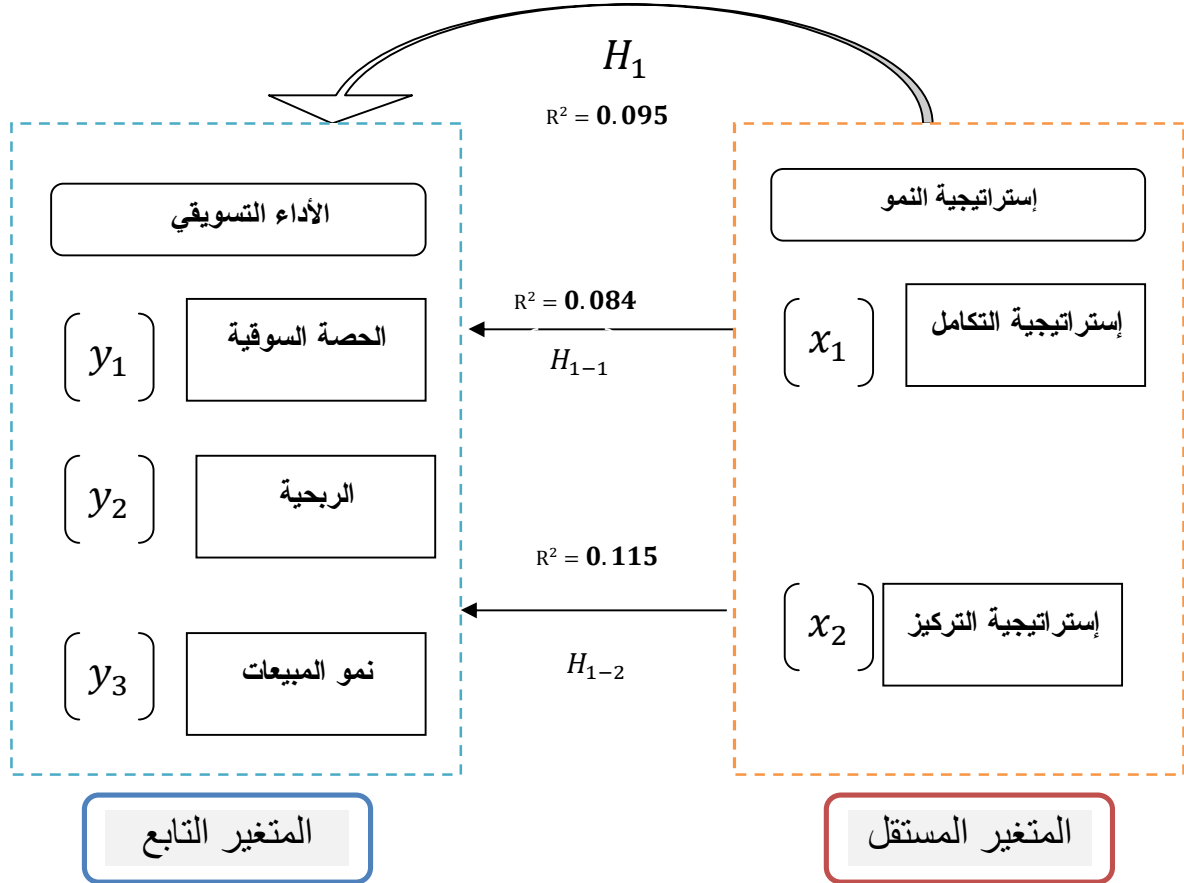 H₁
R² = 0.095
إستراتيجية النمو
الأداء التسويقي
إستراتيجية التكامل
x₁
R² = 0.084
H₁₋₁
الحصة السوقية
y₁
الربحية
y₂
إستراتيجية التركيز
x₂
R² = 0.115
H₁₋₂
نمو المبيعات
y₃
المتغير المستقل
المتغير التابع